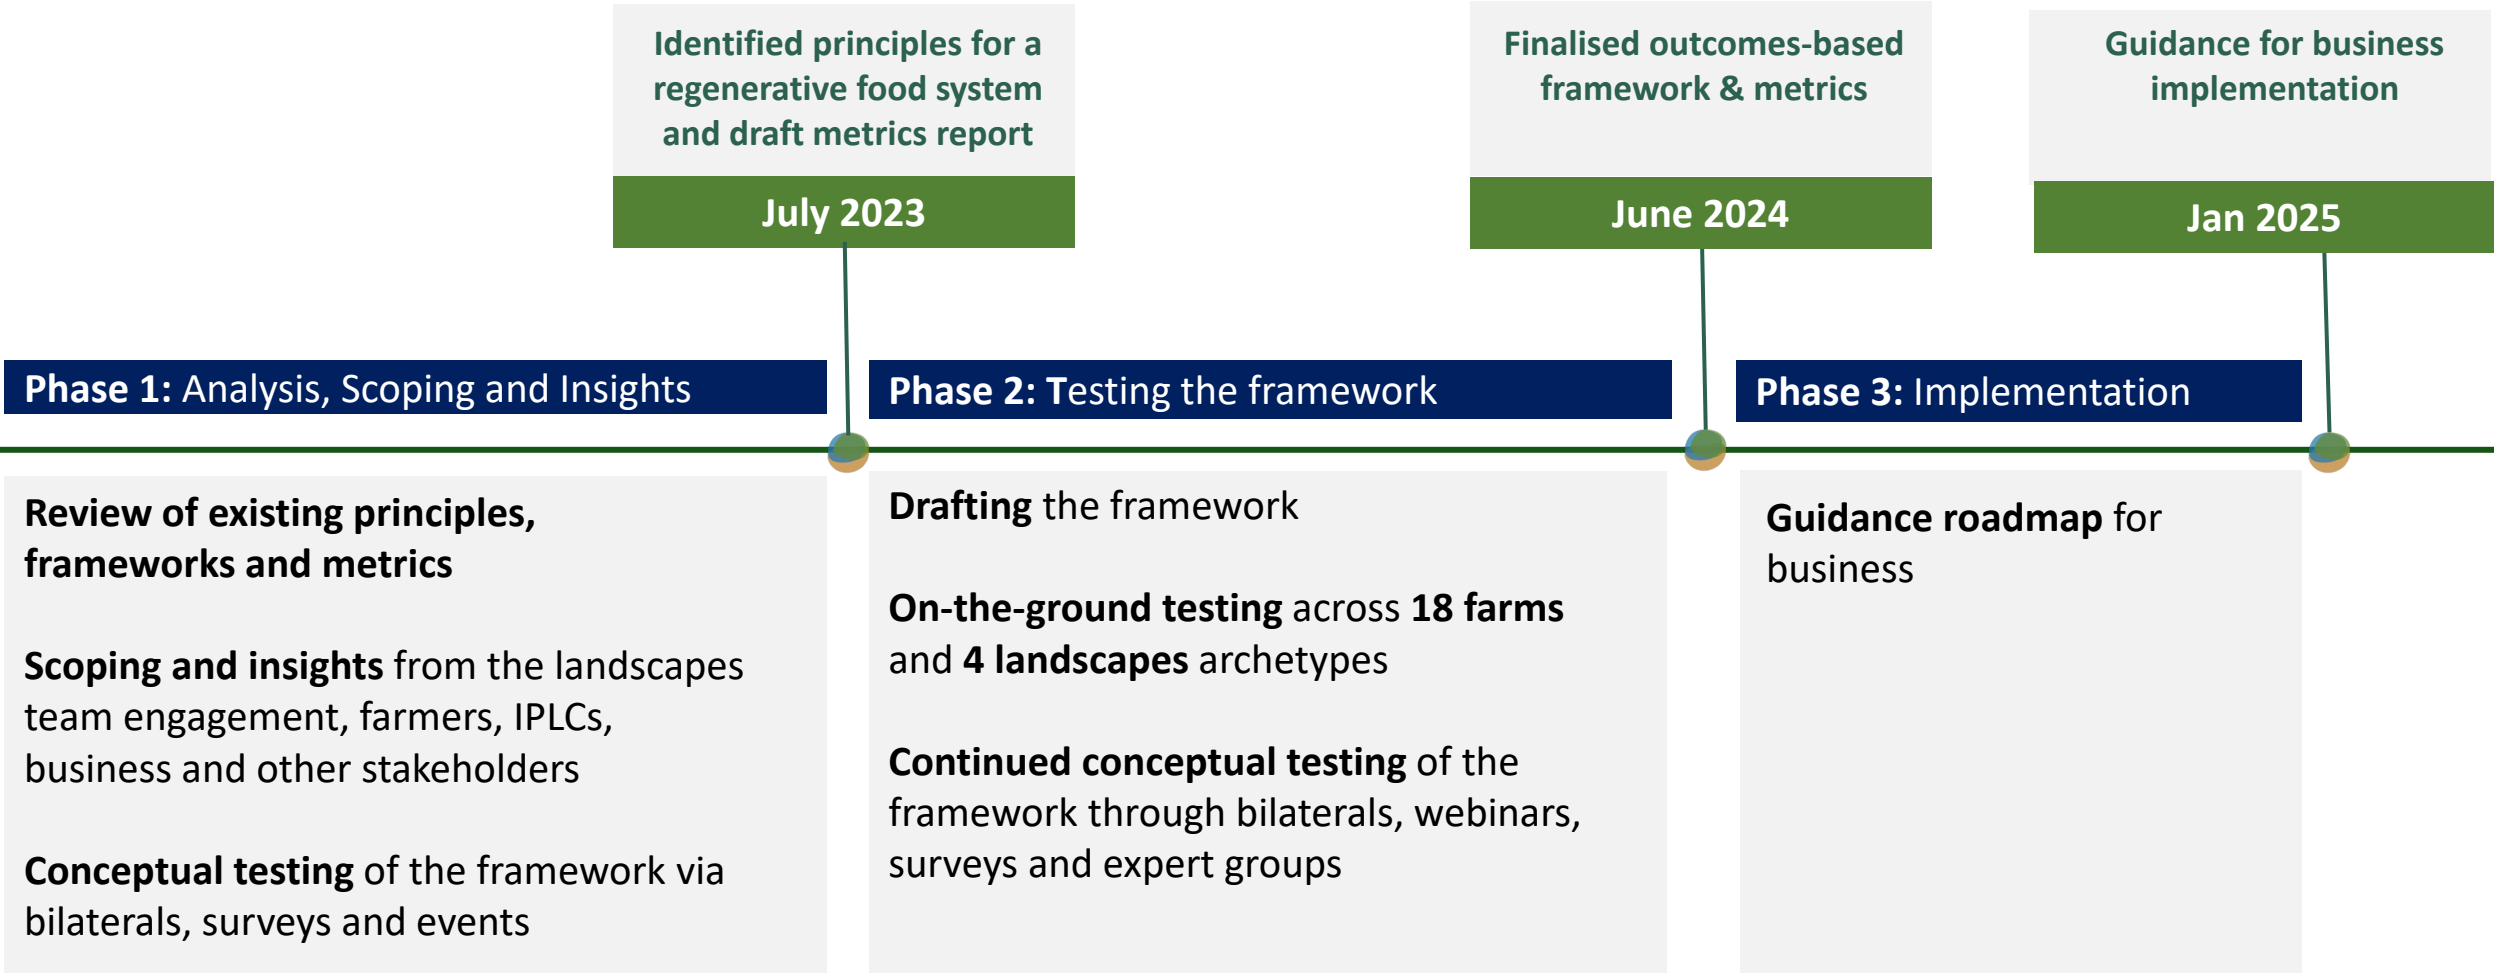 Identified principles for a
regenerative food system
and draft metrics report
July 2023
Finalised outcomes-based
framework & metrics
June 2024
Guidance for business
implementation
Jan 2025
Phase 1: Analysis, Scoping and Insights
Phase 2: Testing the framework
Phase 3: Implementation
Review of existing principles,
frameworks and metrics
Scoping and insights from the landscapes
team engagement, farmers, IPLCs,
business and other stakeholders
Conceptual testing of the framework via
bilaterals, surveys and events
Drafting the framework
On-the-ground testing across 18 farms
and 4 landscapes archetypes
Continued conceptual testing of the
framework through bilaterals, webinars,
surveys and expert groups
Guidance roadmap for
business